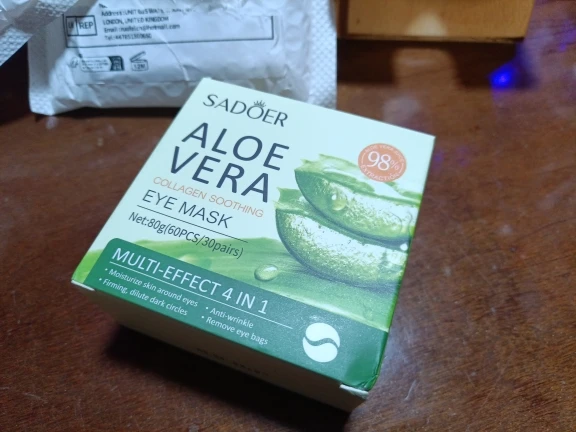 LONDON, UNITED KINGDOM
REP
SADOER
ALOE
VERA
98%
COLLAGEN SOOTHING
EYE MASK
Net:80g(60PCS/30pairs)
MULTI-EFFECT 4 IN 1
• Moisturize skin around eyes
• Anti-wrinkle
• Firming, dilute dark circles
• Remove eye bags